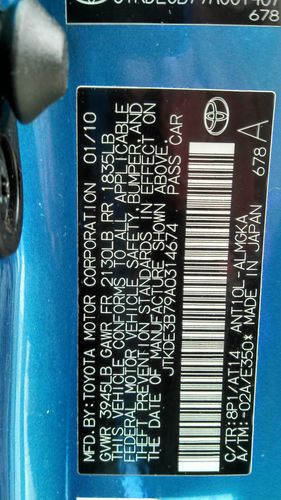 MFD.BY:TOYOTA MOTOR CORPORATION 01/10
GVWR 3945LB GAWR FR 2130LB RR 1835LB
THIS VEHICLE CONFORMS TO ALL APPLICABLE
FEDERAL MOTOR VEHICLE SAFETY, BUMPER, AND
THEFT PREVENTION STANDARDS IN EFFECT ON
THE DATE OF MANUFACTURE SHOWN ABOVE.
JTKDE3B79A0314674 PASS CAR
C/TR: 8P1/AT14 ANT10L-ALMGKA
A/TM: -02A/E350* MADE IN JAPAN
678 A
TOYOTA
678